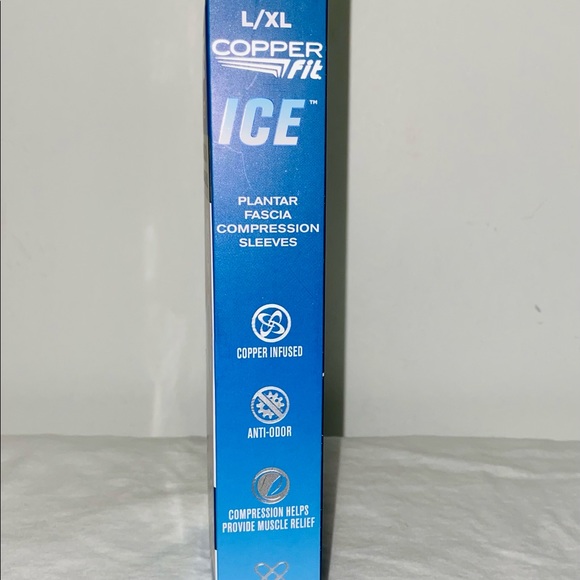 L/XL
COPPER
Fit
ICE™
PLANTAR
FASCIA
COMPRESSION
SLEEVES
COPPER INFUSED
ANTI-ODOR
COMPRESSION HELPS
PROVIDE MUSCLE RELIEF